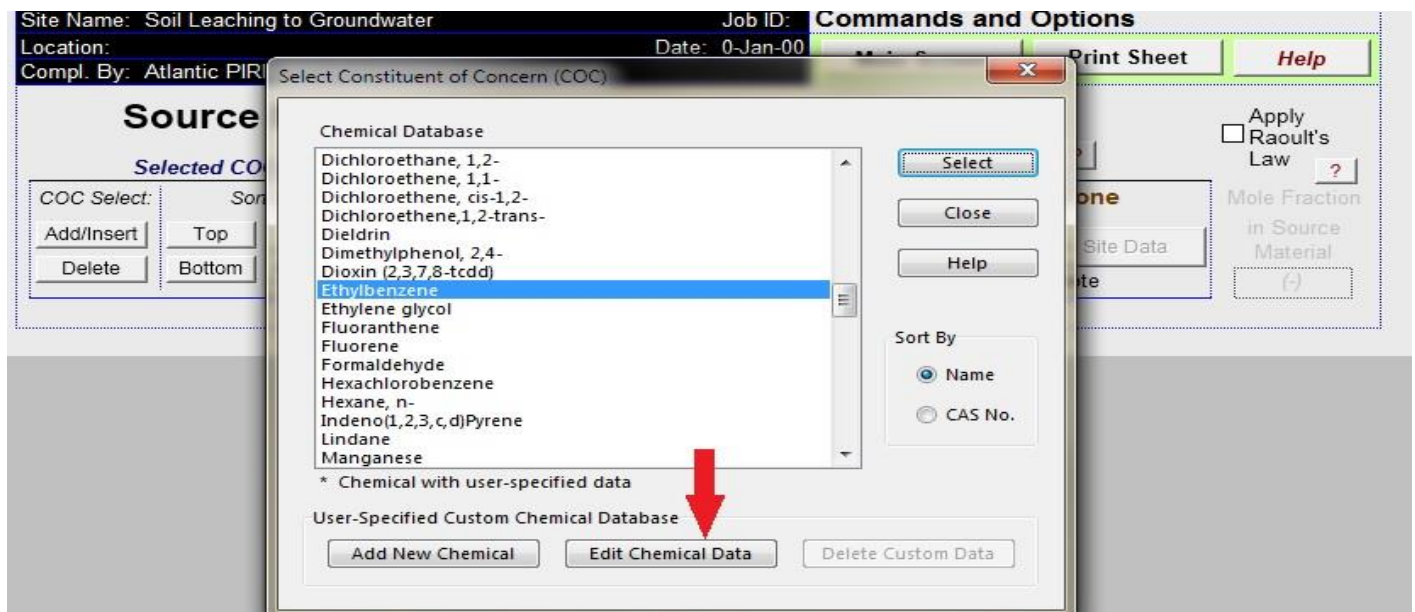 Site Name: Soil Leaching to Groundwater Job ID: Commands and Options
Location: Date: 0-Jan-00
Print Sheet Help
Compl. By: Atlantic
Select Constituent of Concern (COC)
Source
Selected
COC Select:
Add/Insert Top
Delete Bottom
Chemical Database
Dichloroethane, 1,2-
Dichloroethene, 1,1-
Dichloroethene, cis-1,2-
Dichloroethene,1,2-trans-
Dieldrin
Dimethylphenol, 2,4-
Dioxin (2,3,7,8-tcdd)
Ethylbenzene
Ethylene glycol
Fluoranthene
Fluorene
Formaldehyde
Hexachlorobenzene
Hexane, n-
Indeno(1,2,3,c,d)Pyrene
Lindane
Manganese
* Chemical with user-specified data
User-Specified Custom Chemical Database
Add New Chemical Edit Chemical Data Delete Custom Data
Select
Close
Help
Sort By
Name
CAS No.
Site Data
Apply
Raoult's
Law ?
Mole Fraction
in Source
Material
(-)